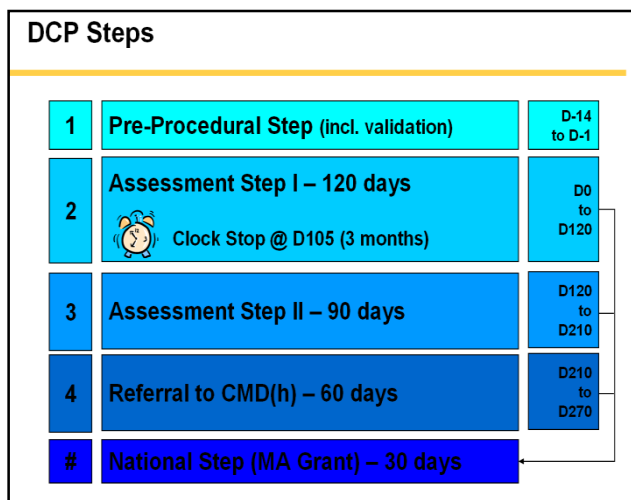 DCP Steps
1
Pre-Procedural Step (incl. validation)
D-14
to D-1
2
Assessment Step I – 120 days
Clock Stop @ D105 (3 months)
D0
to
D120
3
Assessment Step II – 90 days
D120
to
D210
4
Referral to CMD(h) – 60 days
D210
to
D270
#
National Step (MA Grant) – 30 days